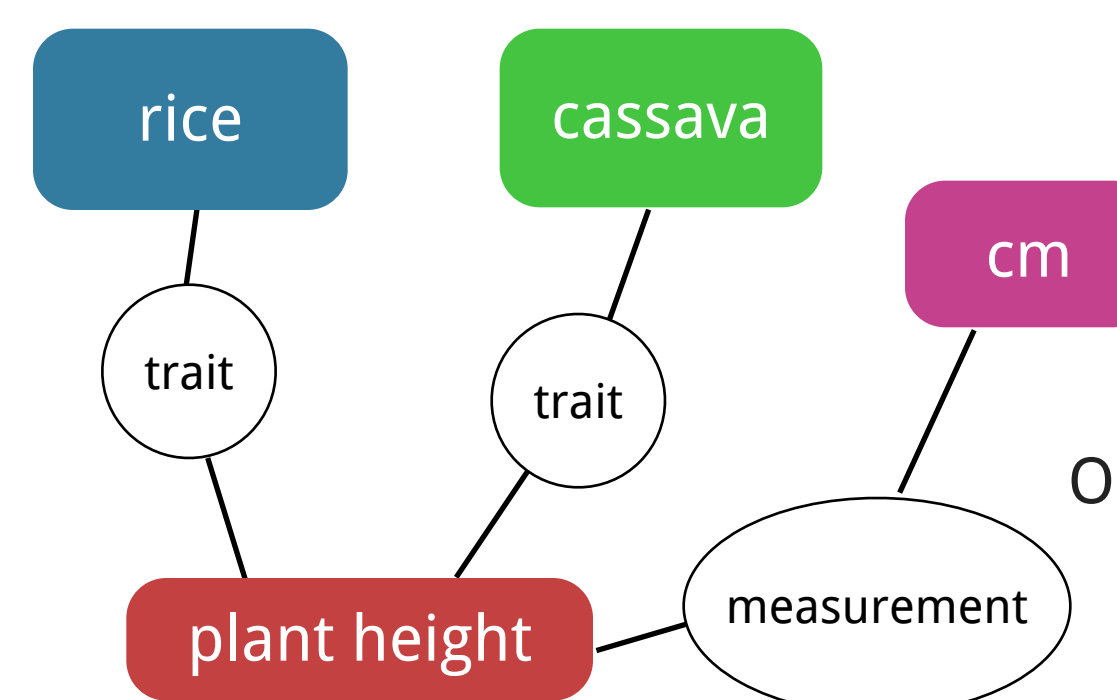 rice
cassava
cm
trait
trait
measurement
plant height